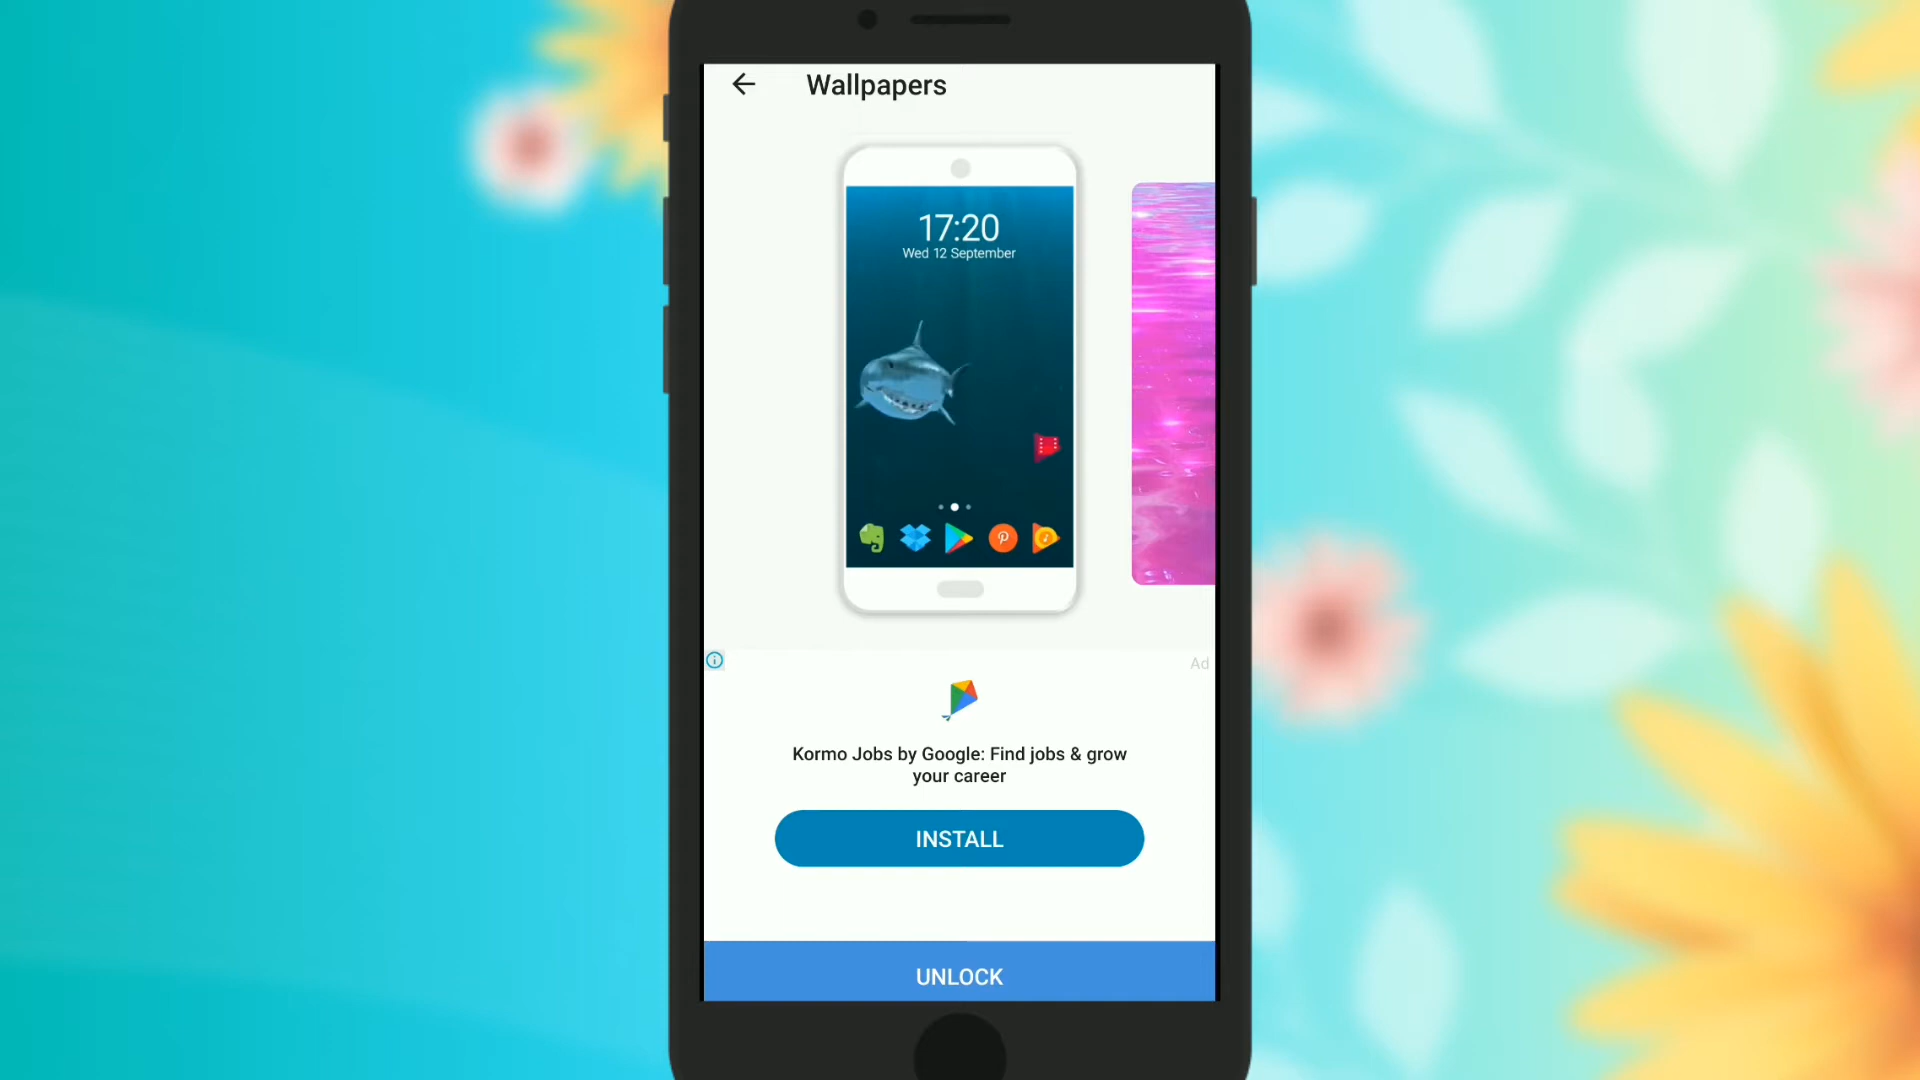 Wallpapers
17:20
Wed 12 September
Ad
Kormo Jobs by Google: Find jobs & grow
your career
INSTALL
UNLOCK